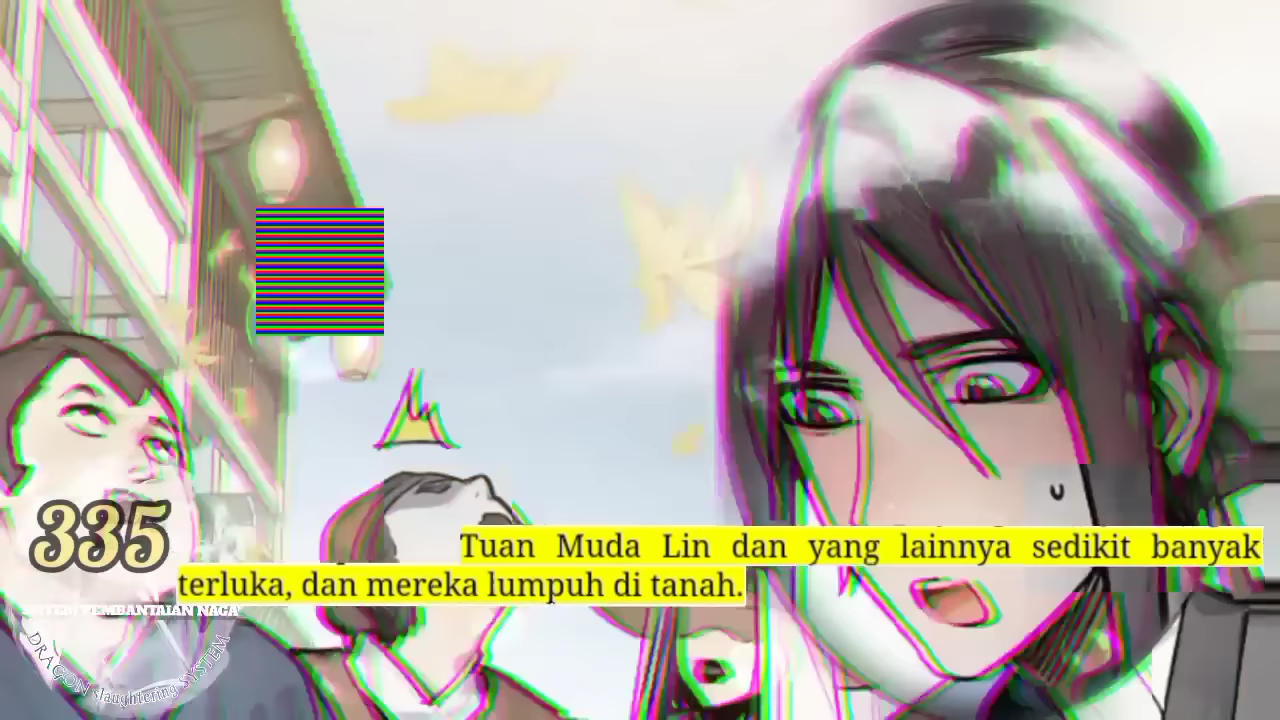 335
Tuan Muda Lin dan yang lainnya sedikit banyak
terluka, dan mereka lumpuh di tanah.
SISTEM PEMBANTAIAN NAGA
DRAGON slaughtering SYSTEM